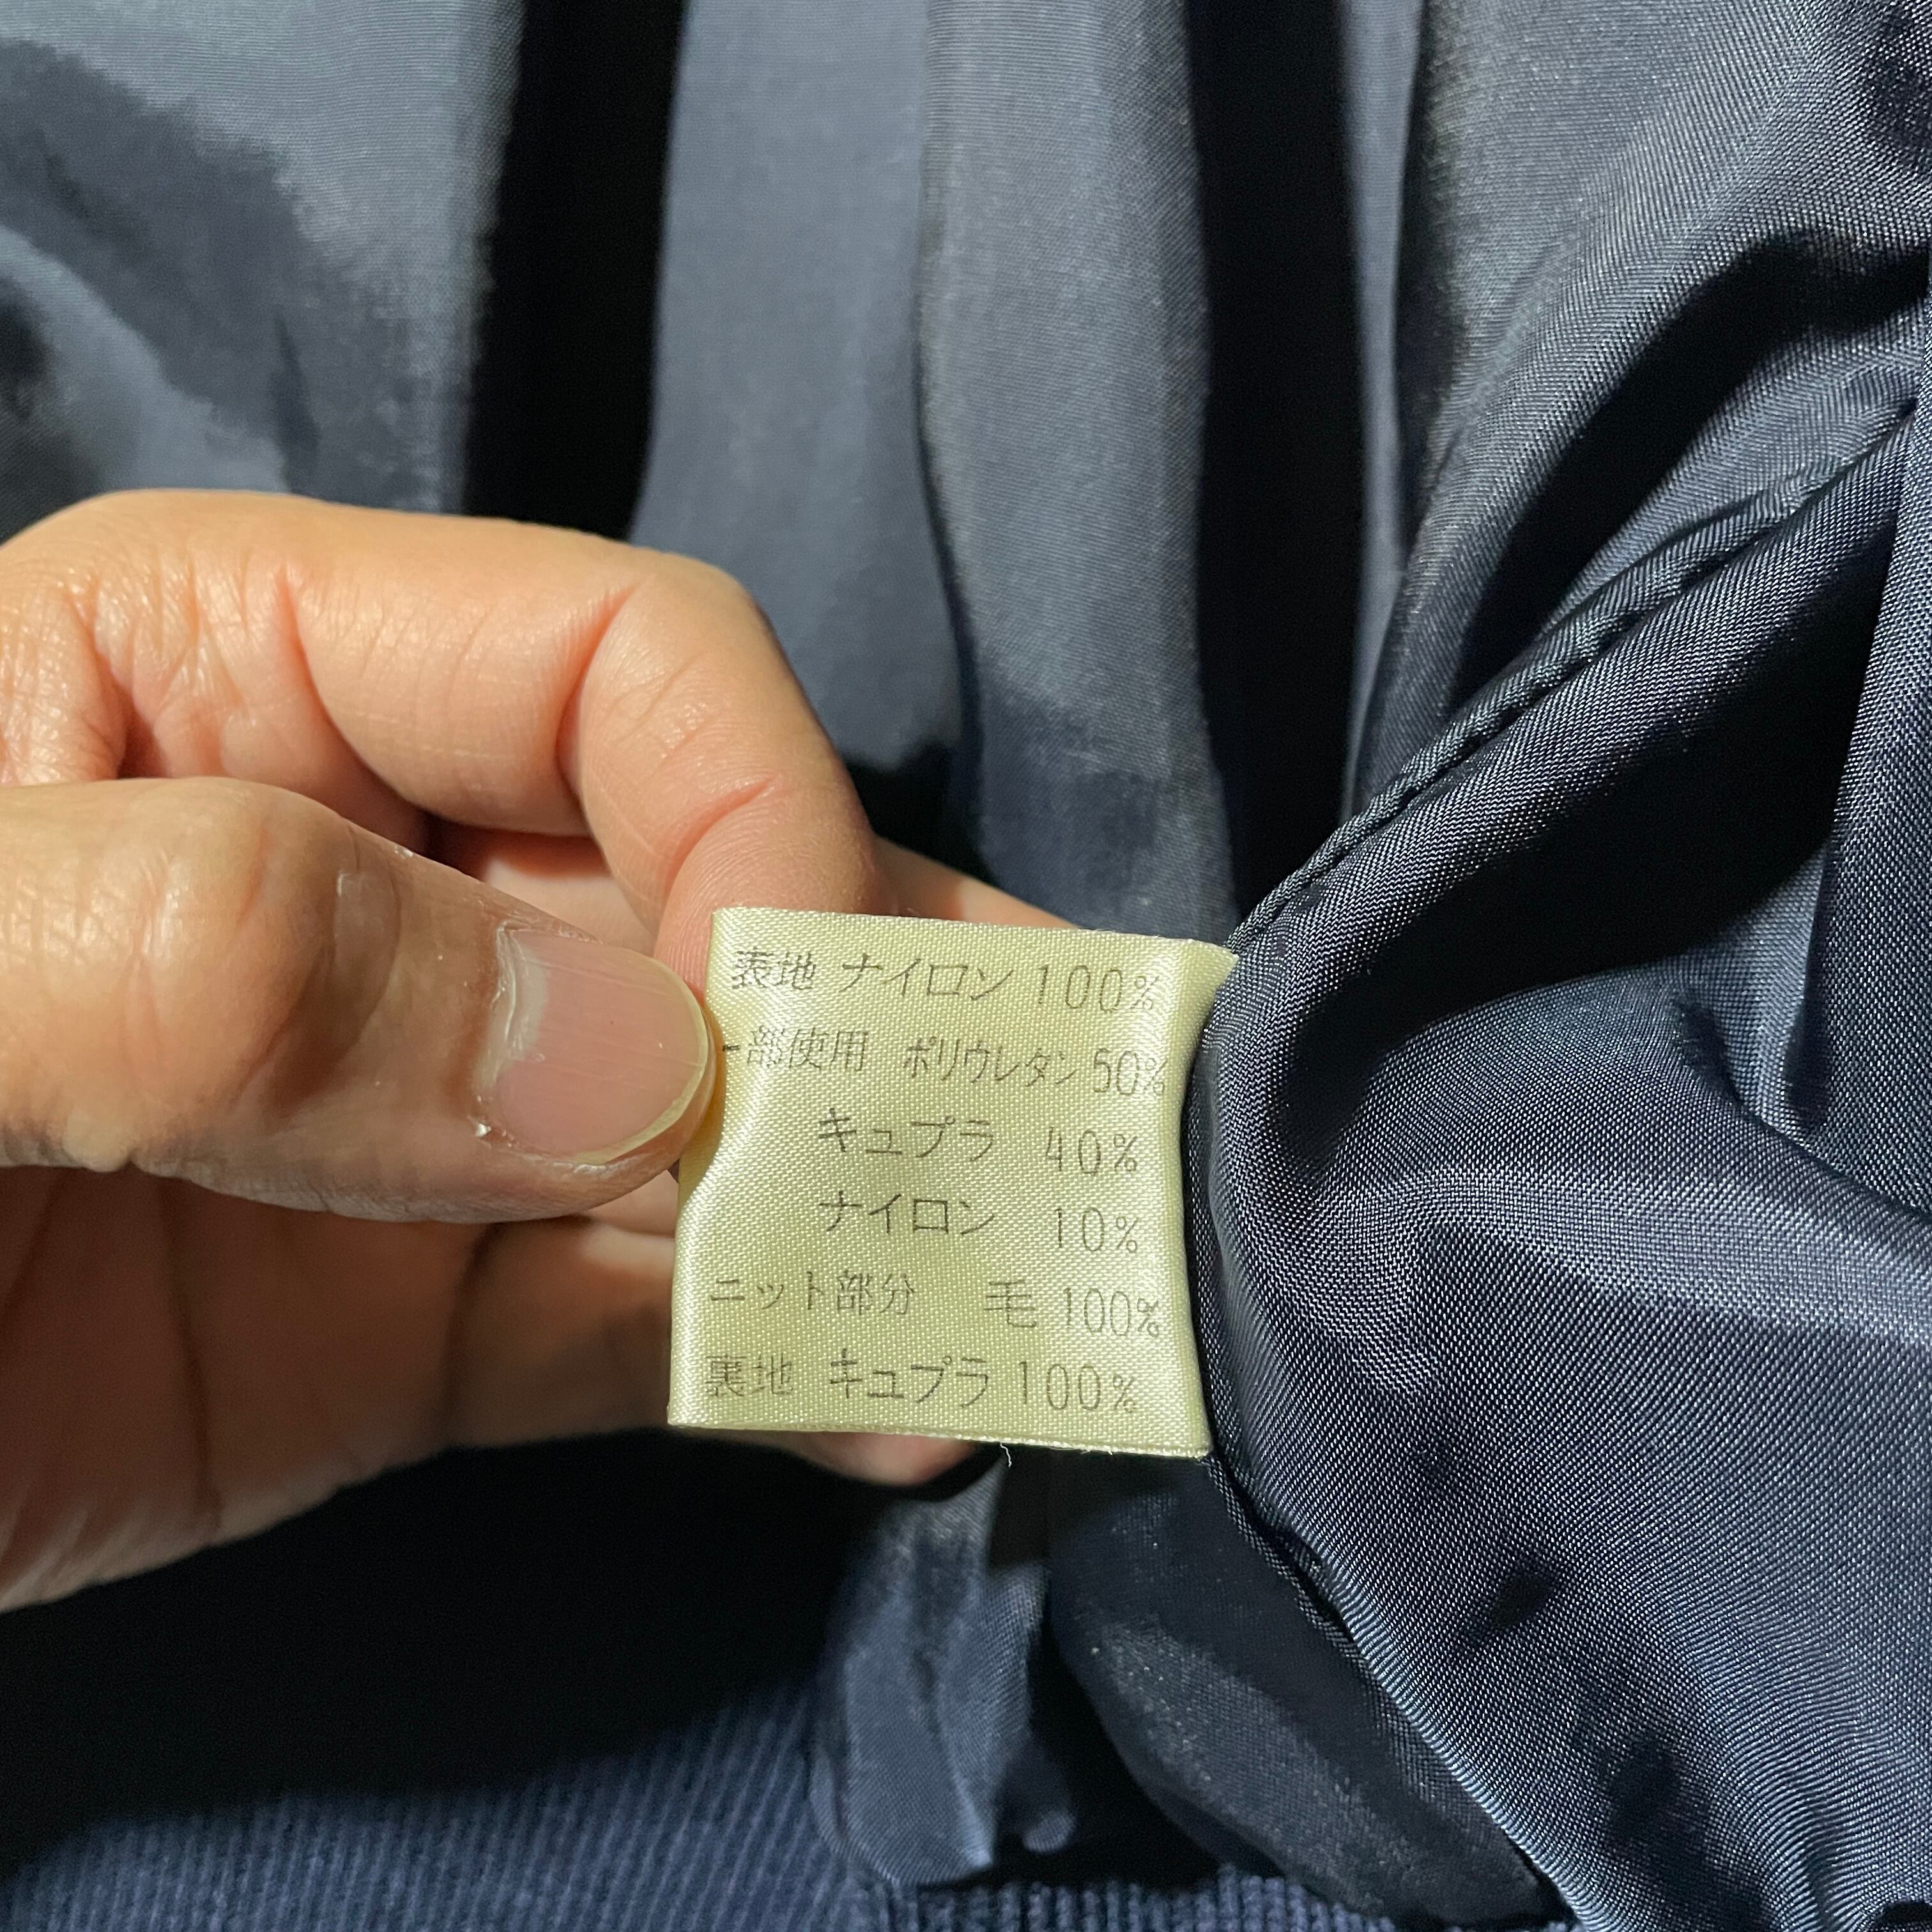 表地 ナイロン 100%
一部使用 ポリウレタン 50%
キュプラ 40%
ナイロン 10%
ニット部分 毛 100%
裏地 キュプラ 100%